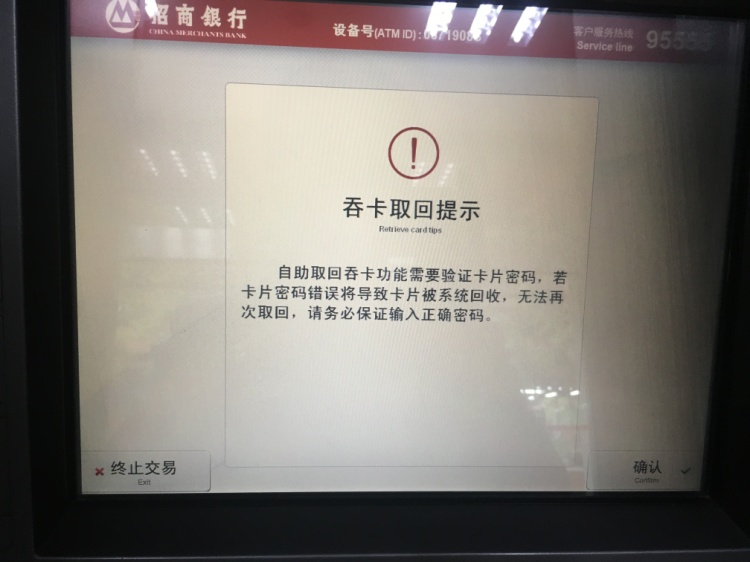 招商银行
CHINA MERCHANTS BANK
设备号(ATM ID):
客户服务热线
Service line
95555
吞卡取回提示
Retrieve card tips
自助取回吞卡功能需要验证卡片密码，若
卡片密码错误将导致卡片被系统回收，无法再
次取回，请务必保证输入正确密码。
终止交易
Exit
确认
Confirm